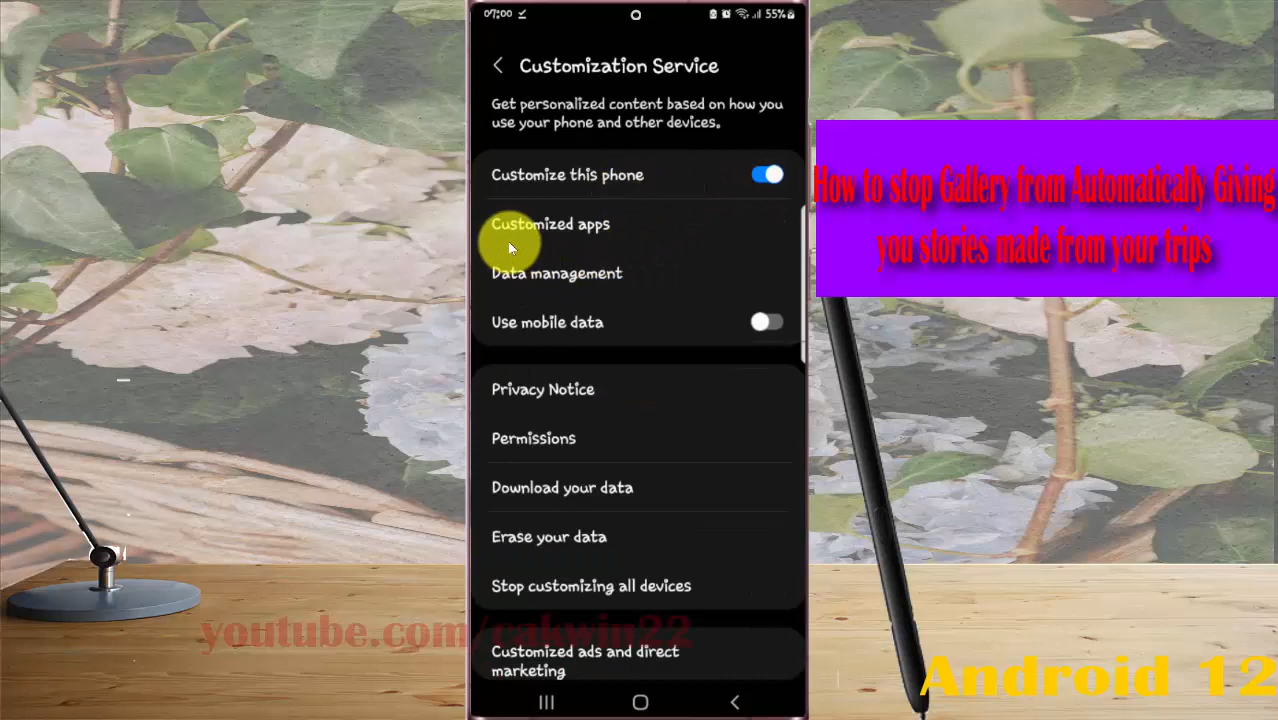 07:00
55%
Customization Service
Get personalized content based on how you
use your phone and other devices.
Customize this phone
Customized apps
Data management
Use mobile data
Privacy Notice
Permissions
Download your data
Erase your data
Stop customizing all devices
Customized ads and direct
marketing
How to stop Gallery from Automatically Giving
you stories made from your trips
youtube.com/cakwin22
Android 12